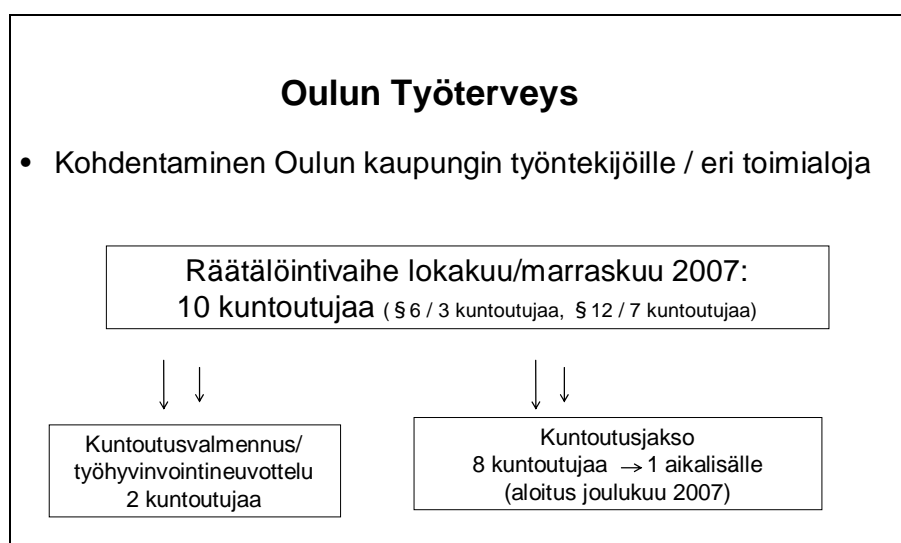 Oulun Työterveys
• Kohdentaminen Oulun kaupungin työntekijöille / eri toimialoja
Räätälöintivaihe lokakuu/marraskuu 2007:
10 kuntoutujaa ( § 6 / 3 kuntoutujaa, § 12 / 7 kuntoutujaa)
Kuntoutusvalmennus/
työhyvinvointineuvottelu
2 kuntoutujaa
Kuntoutusjakso
8 kuntoutujaa → 1 aikalisälle
(aloitus joulukuu 2007)